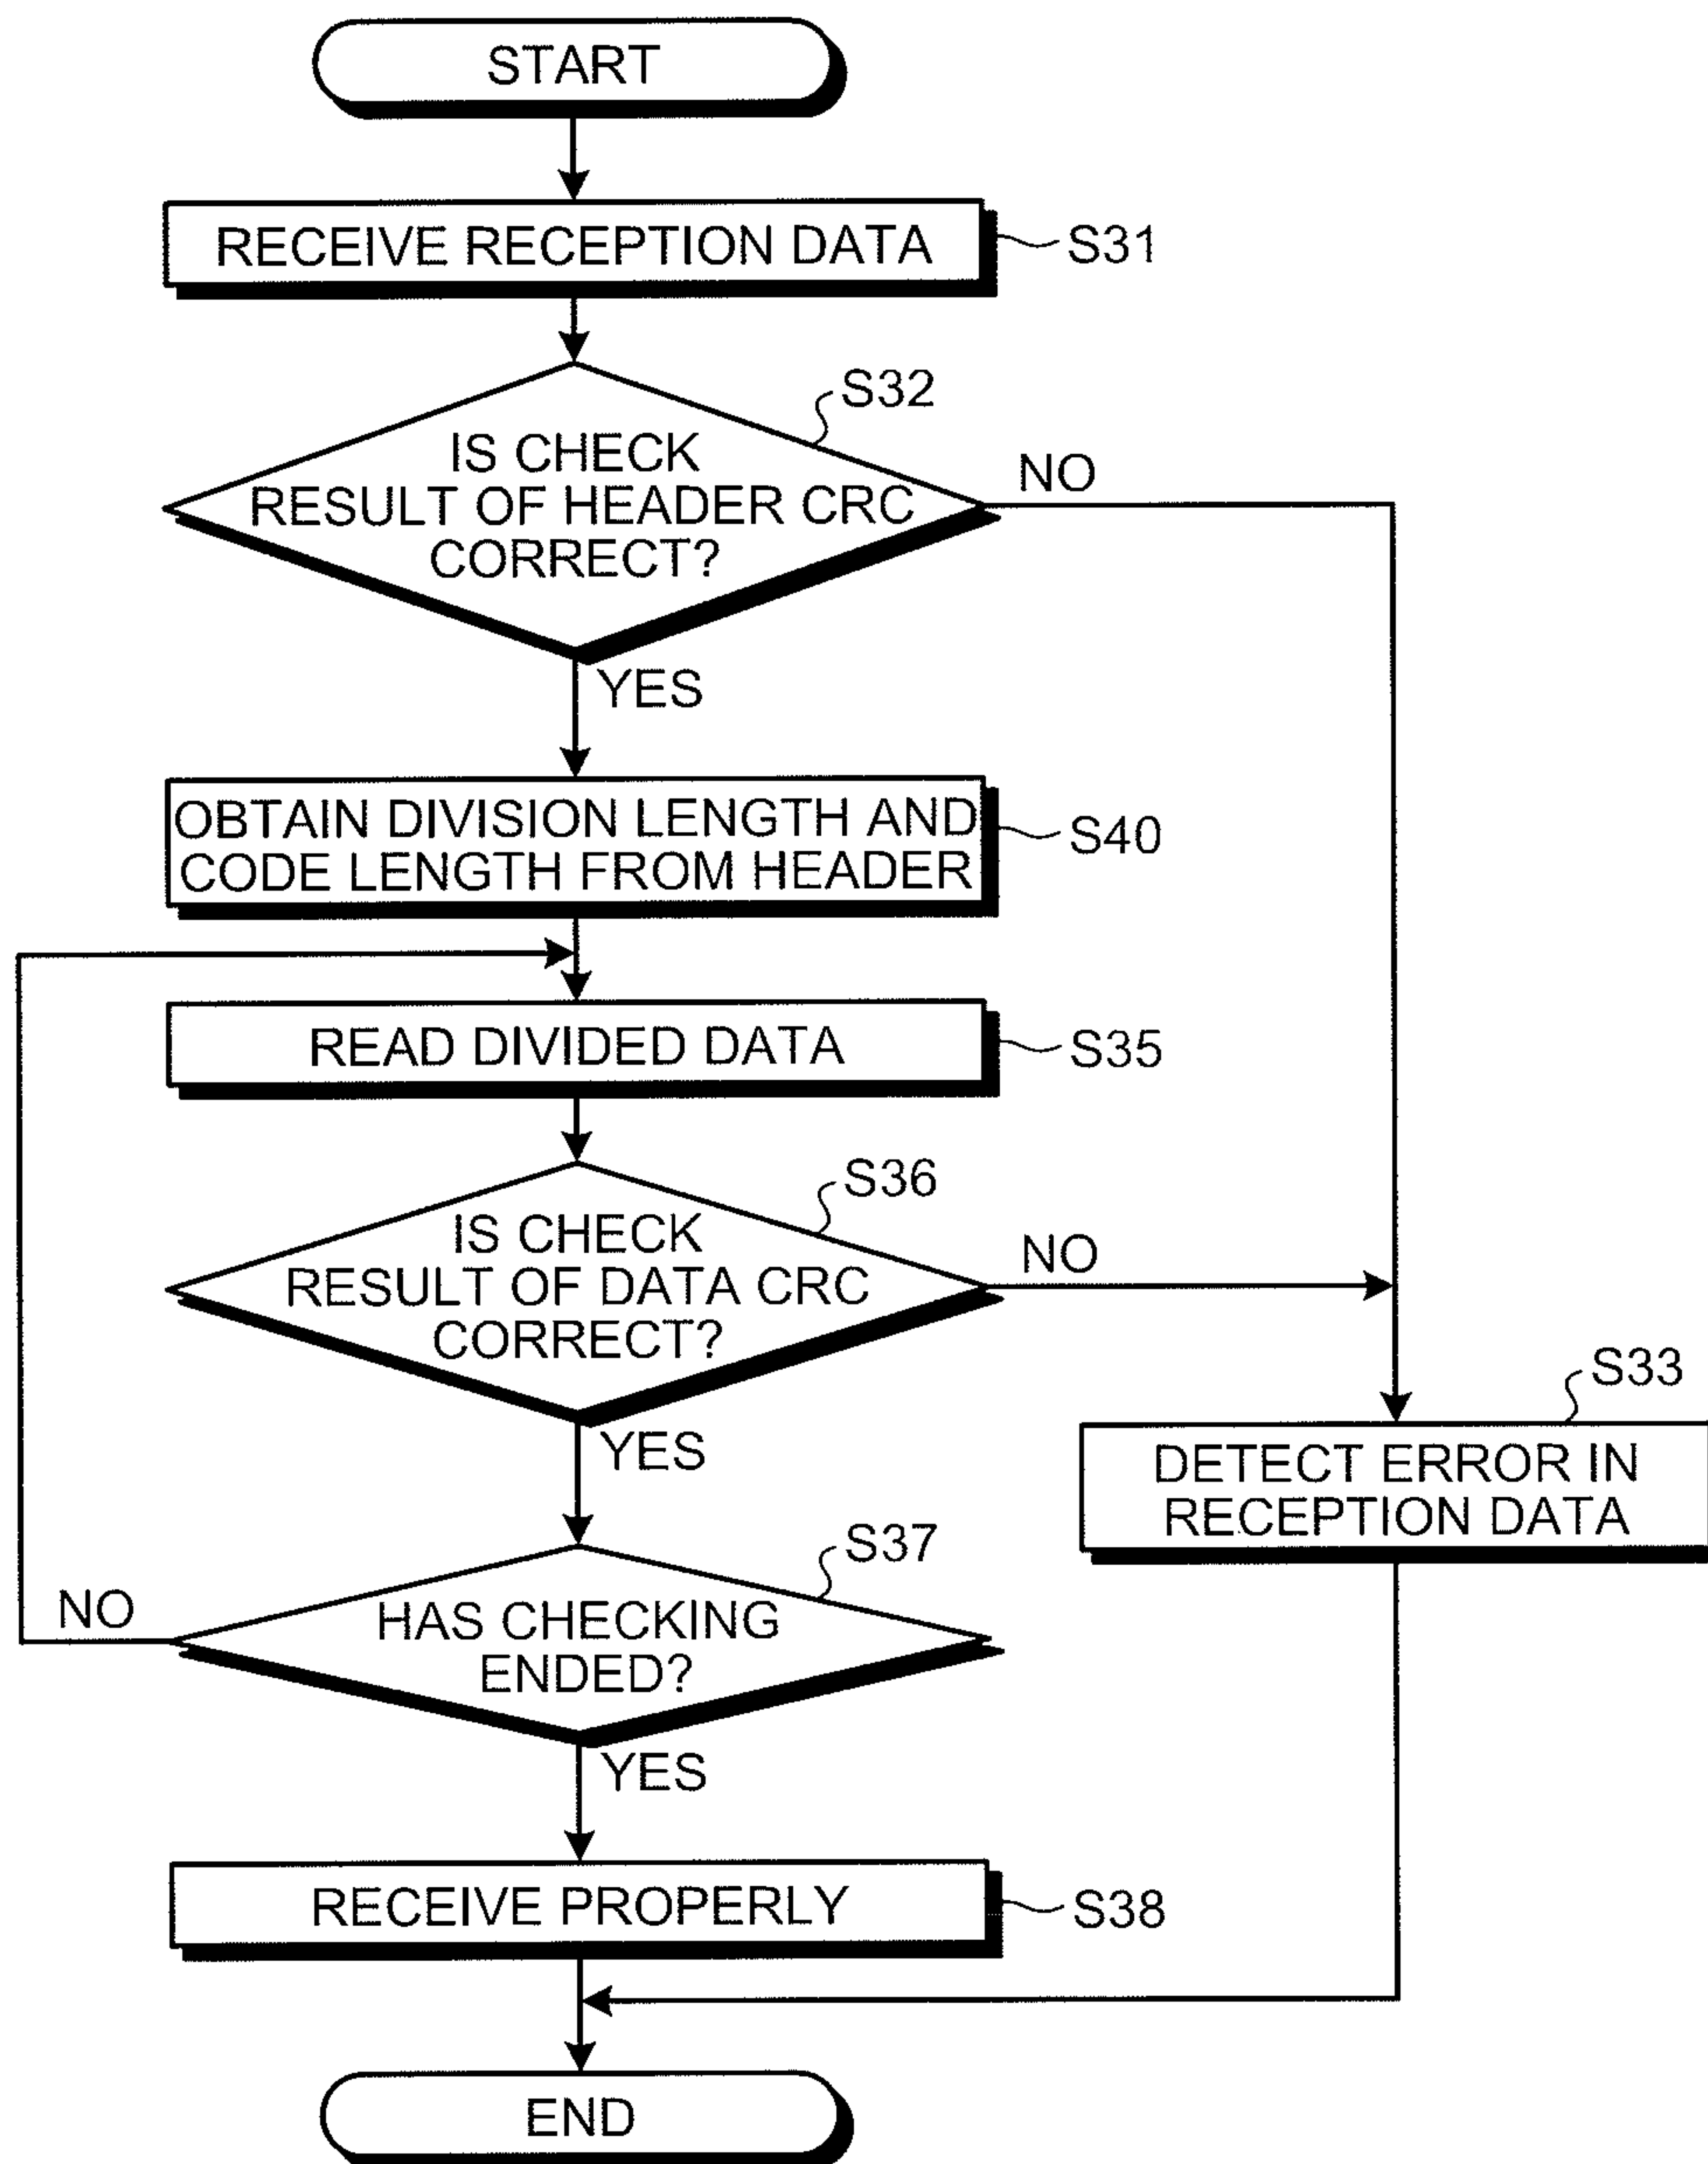 START
RECEIVE RECEPTION DATA
S31
S32
IS CHECK
RESULT OF HEADER CRC
CORRECT?
NO
YES
OBTAIN DIVISION LENGTH AND
CODE LENGTH FROM HEADER
S40
READ DIVIDED DATA
S35
S36
IS CHECK
RESULT OF DATA CRC
CORRECT?
NO
YES
S33
DETECT ERROR IN
RECEPTION DATA
S37
HAS CHECKING
ENDED?
NO
YES
RECEIVE PROPERLY
S38
END